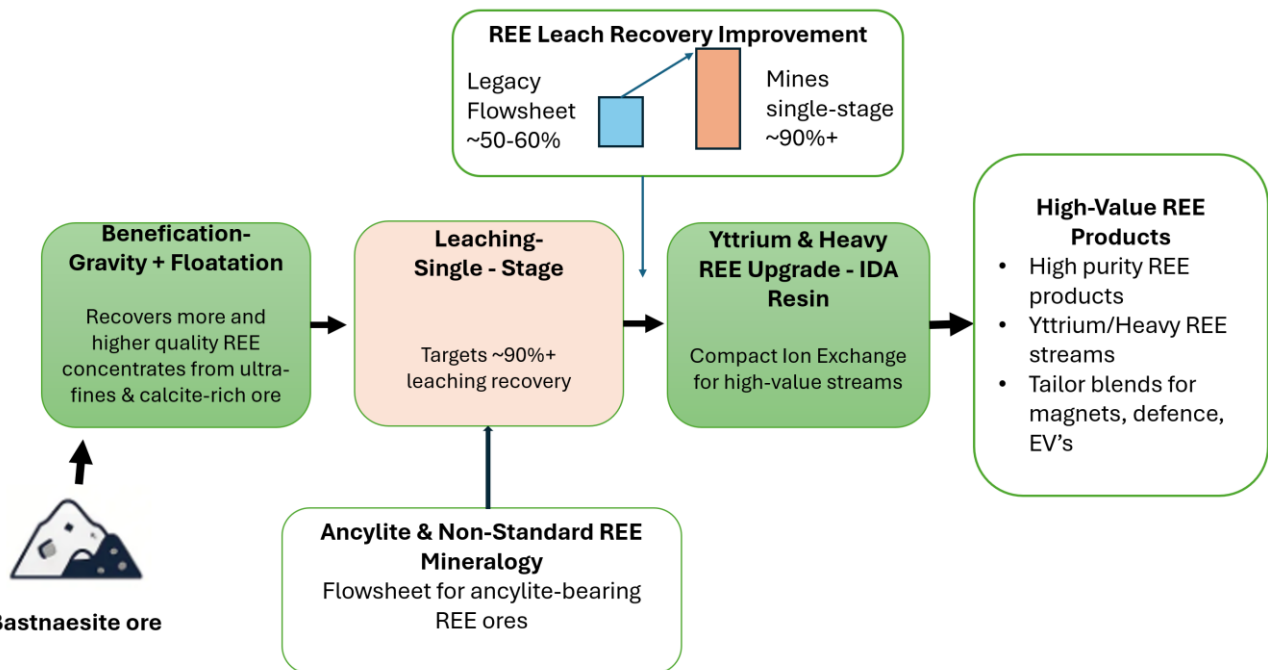 REE Leach Recovery Improvement
Legacy
Flowsheet
~50-60%
Mines
single-stage
~90%+
Benefication-
Gravity + Floatation
Recovers more and
higher quality REE
concentrates from ultra-
fines & calcite-rich ore
Leaching-
Single - Stage
Targets ~90%+
leaching recovery
Yttrium & Heavy
REE Upgrade - IDA
Resin
Compact Ion Exchange
for high-value streams
High-Value REE
Products
• High purity REE
products
• Yttrium/Heavy REE
streams
• Tailor blends for
magnets, defence,
EV's
Ancylite & Non-Standard REE
Mineralogy
Flowsheet for ancylite-bearing
REE ores
Bastnaesite ore